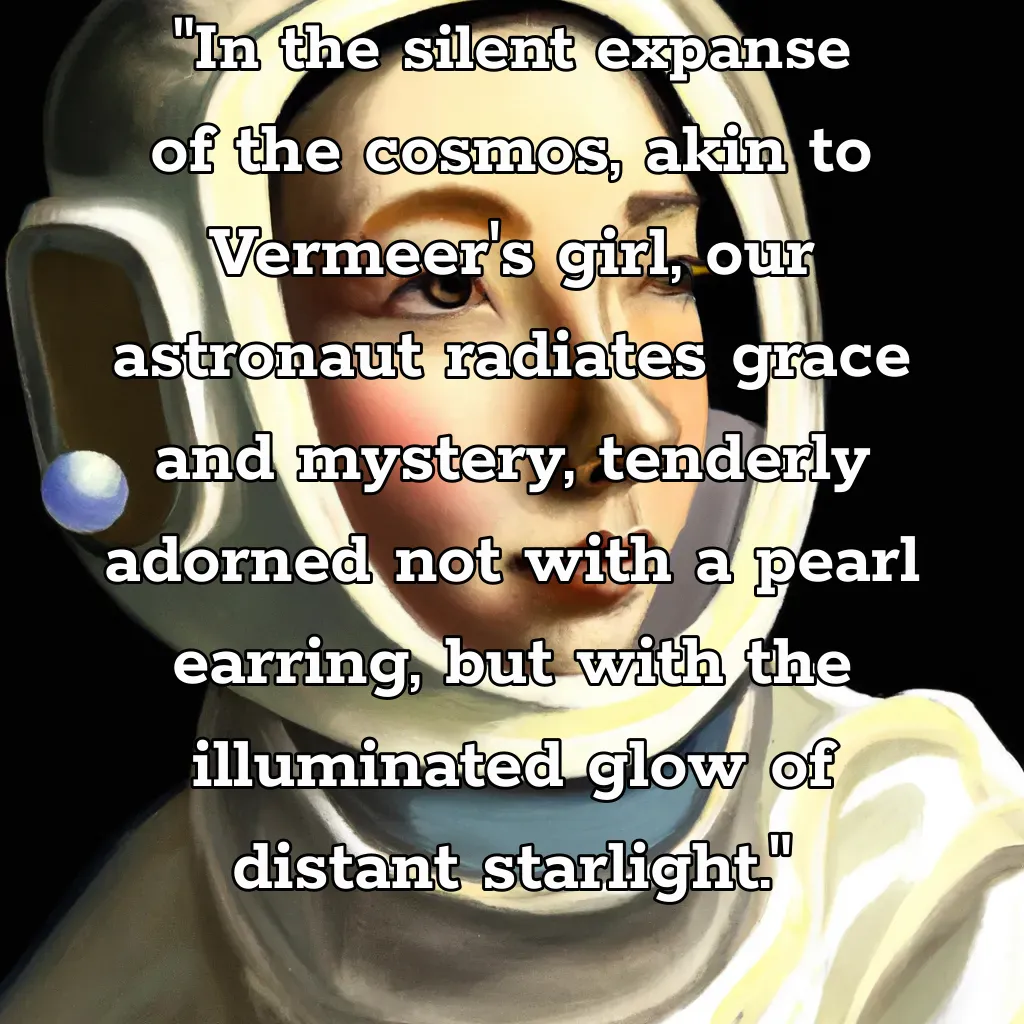 "In the silent expanse
of the cosmos, akin to
Vermeer's girl, our
astronaut radiates grace
and mystery, tenderly
adorned not with a pearl
earring, but with the
illuminated glow of
distant starlight."